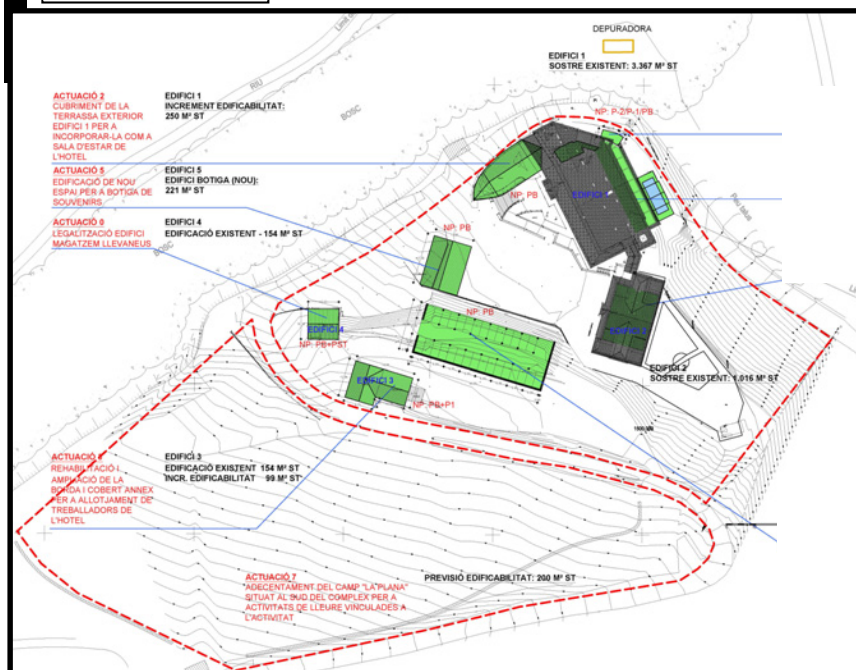 DEPURADORA
EDIFICI 1
SOSTRE EXISTENT: 3.367 M² ST
RIU
BOSC
ACTUACIÓ 2
CUBRIMENT DE LA
TERRASSA EXTERIOR
EDIFICI 1 PER A
INCORPORAR-LA COM A
SALA D'ESTAR DE
L'HOTEL
EDIFICI 1
INCREMENT EDIFICABILITAT:
250 M² ST
NP: P-2/P-1/PB
ACTUACIÓ 5
EDIFICACIÓ DE NOU
ESPAI PER A BOTIGA DE
SOUVENIRS
EDIFICI 5
EDIFICI BOTIGA (NOU):
221 M² ST
NP: PB
EDIFICI 1
ACTUACIÓ 0
LEGALITZACIÓ EDIFICI
MAGATZEM LLEVANEUS
EDIFICI 4
EDIFICACIÓ EXISTENT - 154 M² ST
BOSC
NP: PB
NP: PB
EDIFICI 4
NP: PB+PST
EDIFICI 2
EDIFICI 2
SOSTRE EXISTENT: 1.016 M² ST
EDIFICI 3
NP: PB+P1
REHABILITACIÓ I
AMPLIACIÓ DE LA
BORDA I COBERT ANNEX
PER A ALLOTJAMENT DE
TREBALLADORS DE
L'HOTEL
EDIFICI 3
EDIFICACIÓ EXISTENT 154 M² ST
INCR. EDIFICABILITAT 99 M² ST
ACTUACIÓ 7
ADECENTAMENT DEL CAMP "LA PLANA"
SITUAT AL SUD DEL COMPLEX PER A
ACTIVITATS DE LLEURE VINCULADES A
L'ACTIVITAT
PREVISIÓ EDIFICABILITAT: 200 M² ST